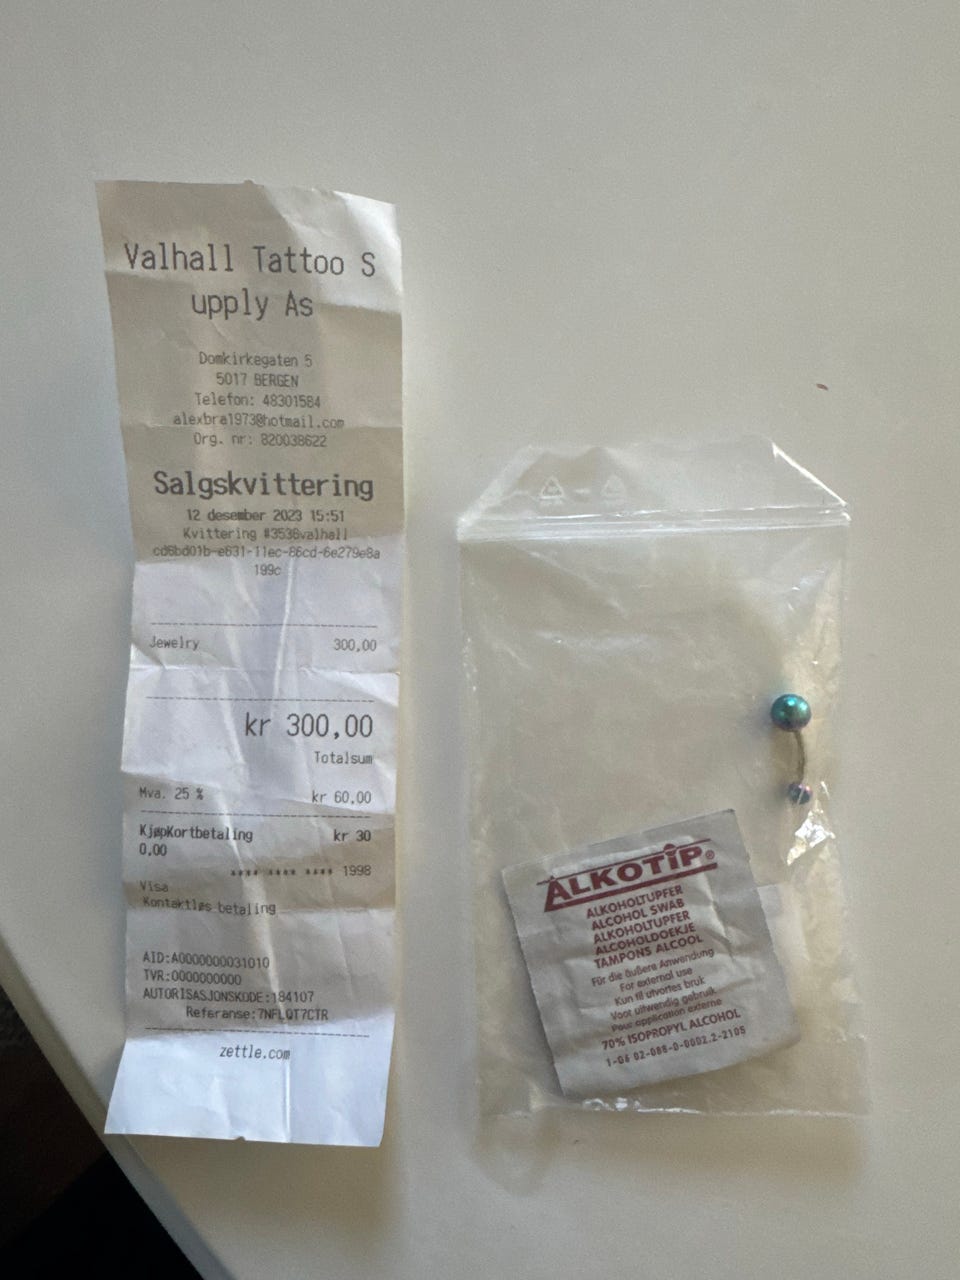 Valhall Tattoo S
upply As
Domkirkegaten 5
5017 BERGEN
Telefon: 48301584
alexbra1973@hotmail.com
Org. nr: 820038622
Salgskvittering
12 desember 2023 15:51
Kvittering #3536valhall
cd6bd01b-e631-11ec-86cd-6e279e8a
199c
Jewelry 300,00
kr 300,00
Totalsum
Mva. 25 % kr 60,00
KjøpKortbetaling kr 30
0,00
**** **** **** 1998
Visa
Kontaktløs betaling
AID:A0000000031010
TVR:0000000000
AUTORISASJONSKODE:184107
Referanse:7NFLQT7CTR
zettle.com
ALKOTIP®
ALKOHOLTUPFER
ALCOHOL SWAB
ALKOHOLTUPFER
ALCOHOLDOEKJE
TAMPONS ALCOOL
Für die äußere Anwendung
For external use
Kun til utvortes bruk
Voor uitwendig gebruik
Pour application externe
70% ISOPROPYL ALCOHOL
1-06 02-088-0-0002.2-2105